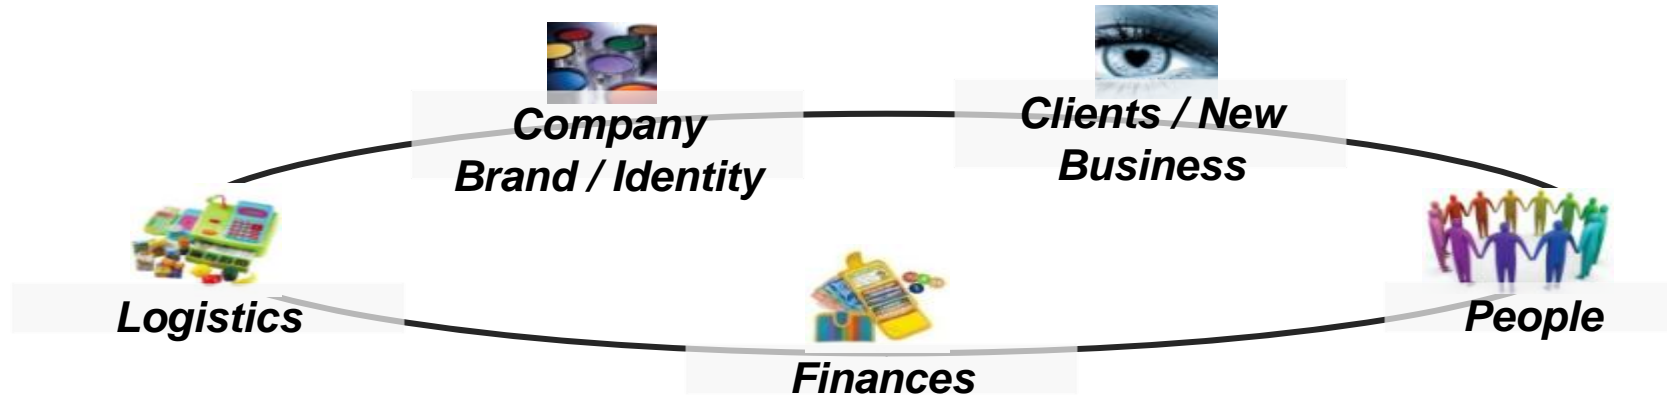 Company
Brand / Identity
Clients / New
Business
Logistics
People
Finances